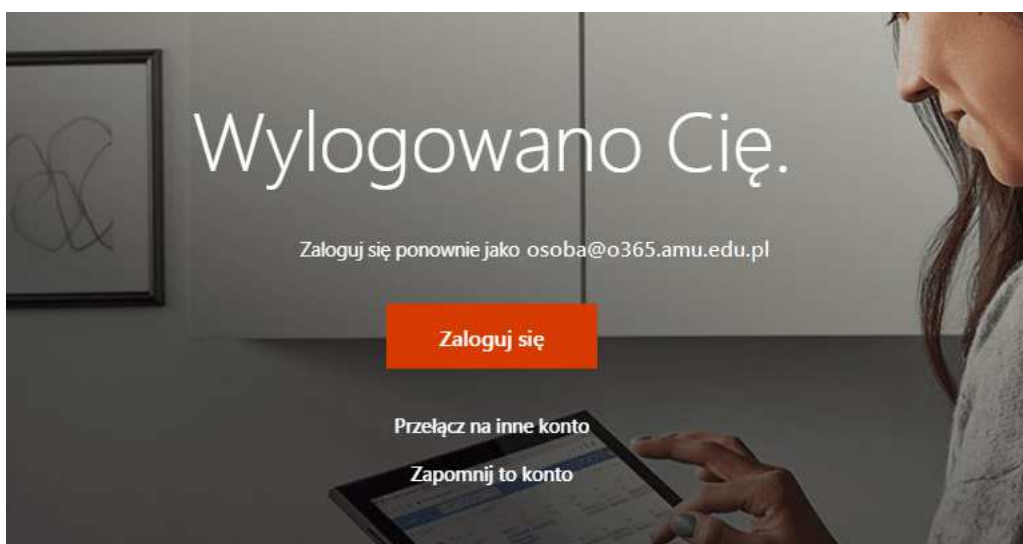 Wylogowano Cię.
Zaloguj się ponownie jako osoba@o365.amu.edu.pl
Zaloguj się
Przełącz na inne konto
Zapomnij to konto